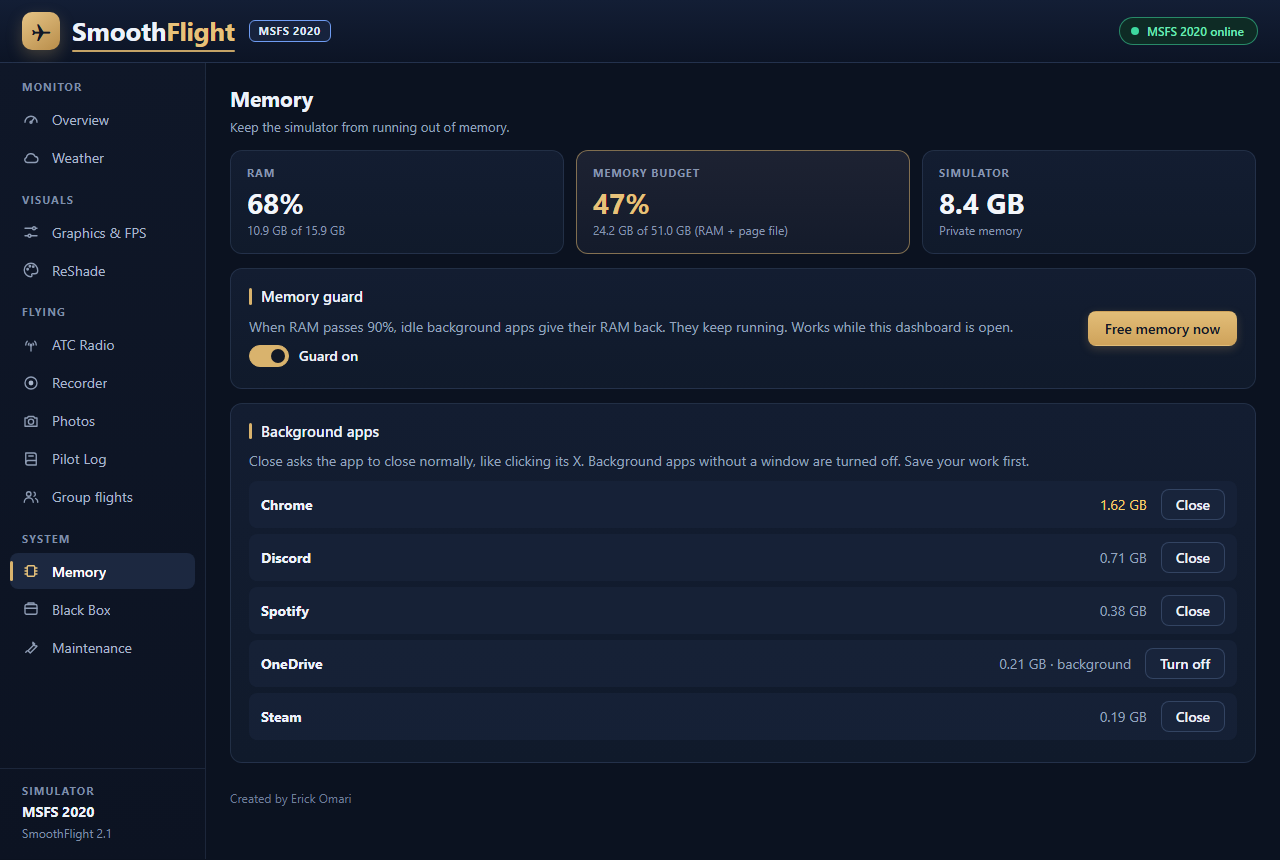 SmoothFlight
MSFS 2020
MSFS 2020 online
MONITOR
Overview
Weather
VISUALS
Graphics & FPS
ReShade
FLYING
ATC Radio
Recorder
Photos
Pilot Log
Group flights
SYSTEM
Memory
Black Box
Maintenance
SIMULATOR
MSFS 2020
SmoothFlight 2.1
Memory
Keep the simulator from running out of memory.
RAM
68%
10.9 GB of 15.9 GB
MEMORY BUDGET
47%
24.2 GB of 51.0 GB (RAM + page file)
SIMULATOR
8.4 GB
Private memory
Memory guard
When RAM passes 90%, idle background apps give their RAM back. They keep running. Works while this dashboard is open.
Guard on
Free memory now
Background apps
Close asks the app to close normally, like clicking its X. Background apps without a window are turned off. Save your work first.
Chrome 1.62 GB Close
Discord 0.71 GB Close
Spotify 0.38 GB Close
OneDrive 0.21 GB · background Turn off
Steam 0.19 GB Close
Created by Erick Omari